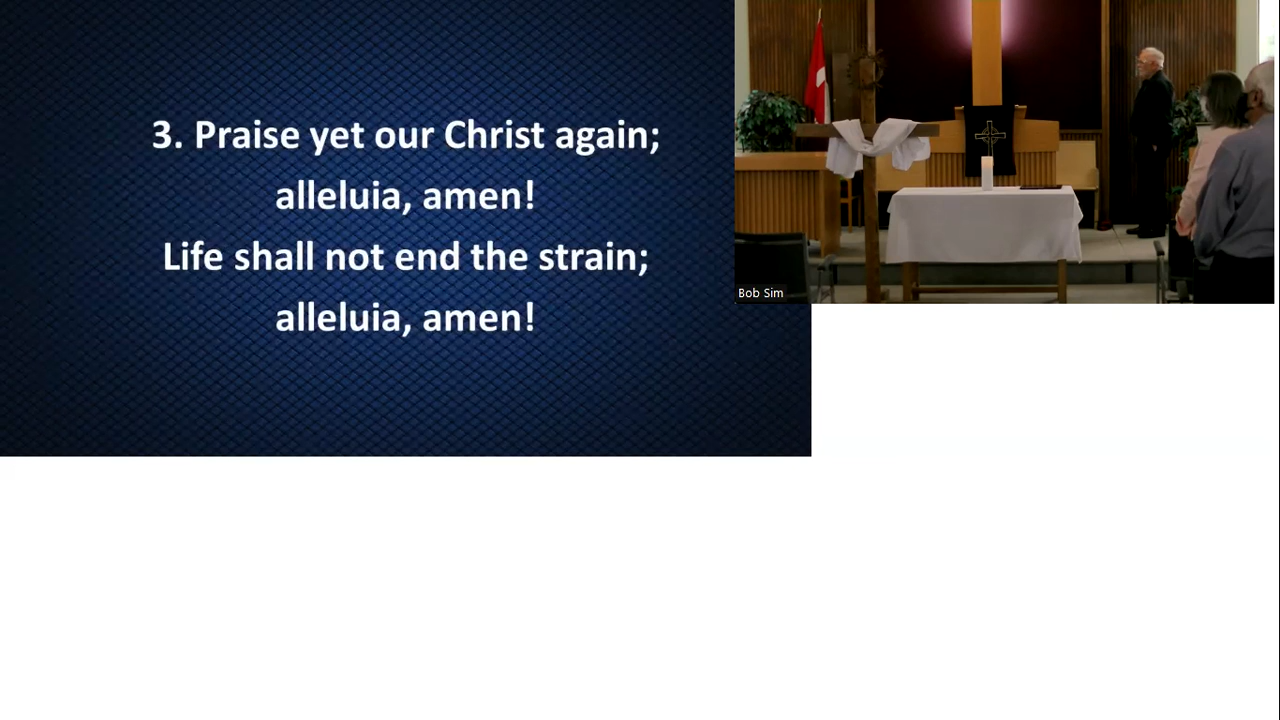 3. Praise yet our Christ again;
alleluia, amen!
Life shall not end the strain;
alleluia, amen!
Bob Sim